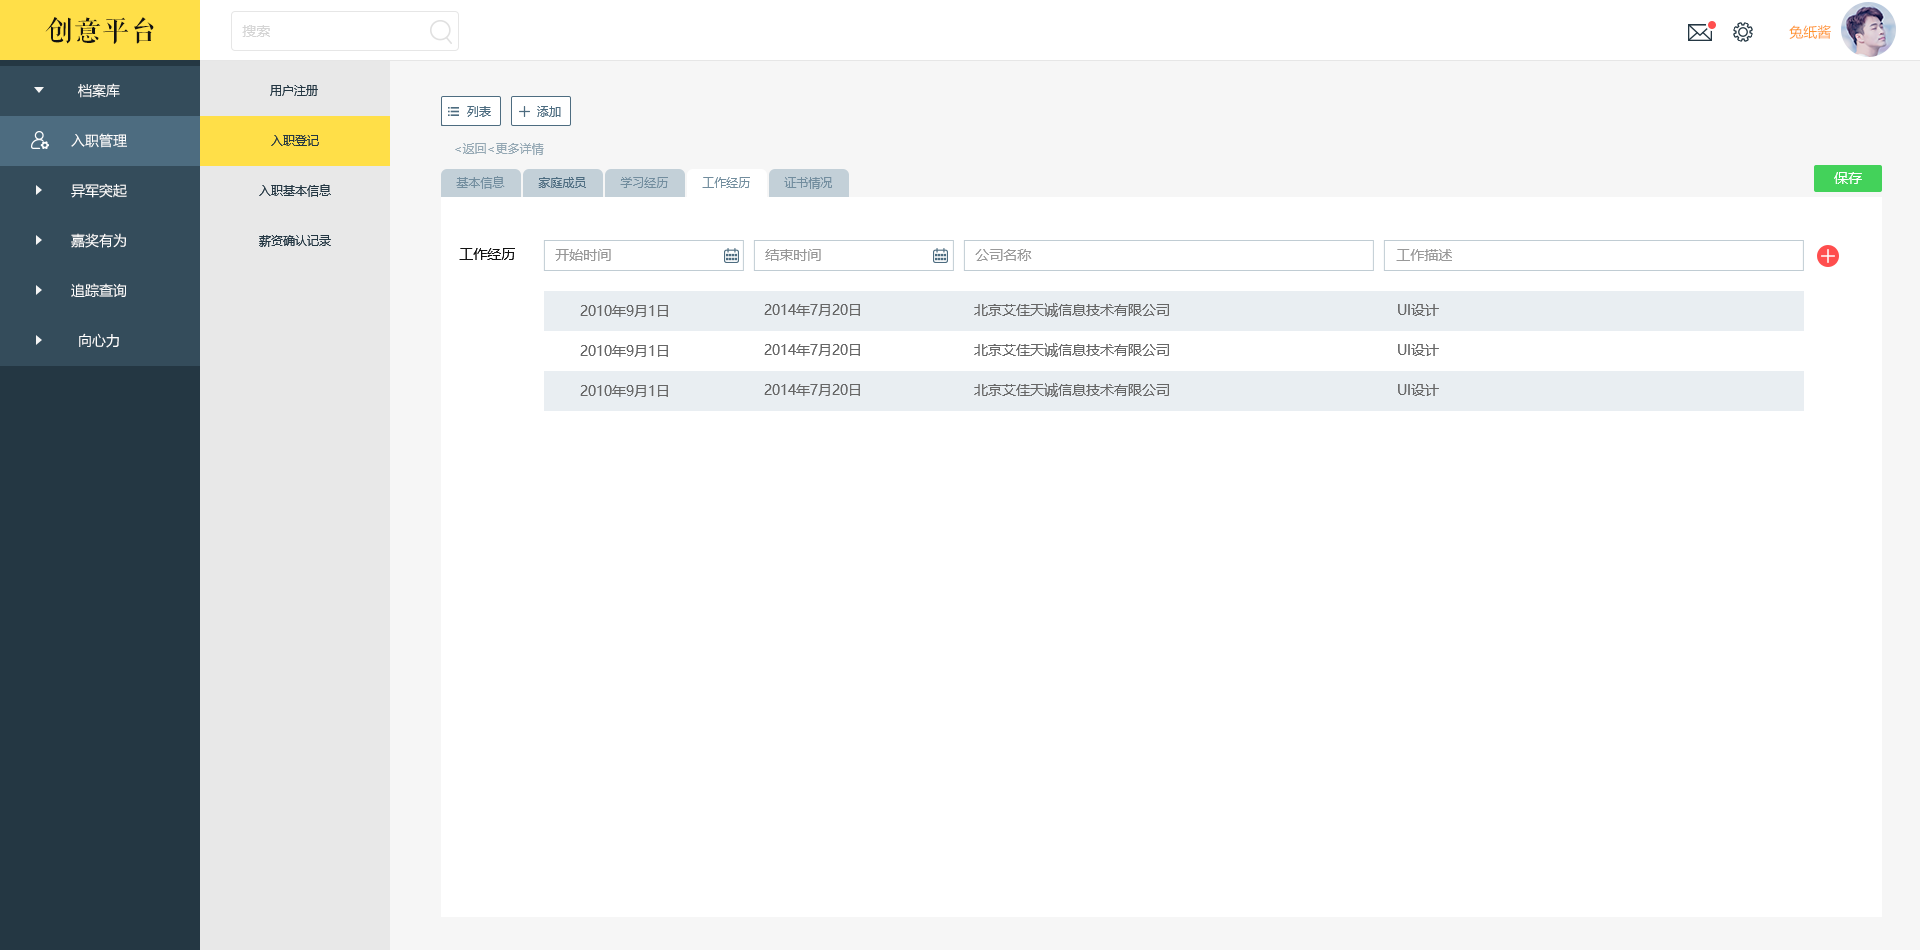 创意平台
搜索
兔纸酱
档案库
入职管理
异军突起
嘉奖有为
追踪查询
向心力
用户注册
入职登记
入职基本信息
薪资确认记录
列表 添加
<返回<更多详情
基本信息 家庭成员 学习经历 工作经历 证书情况
保存
工作经历 开始时间 结束时间 公司名称 工作描述
2010年9月1日 2014年7月20日 北京艾佳天诚信息技术有限公司 UI设计
2010年9月1日 2014年7月20日 北京艾佳天诚信息技术有限公司 UI设计
2010年9月1日 2014年7月20日 北京艾佳天诚信息技术有限公司 UI设计